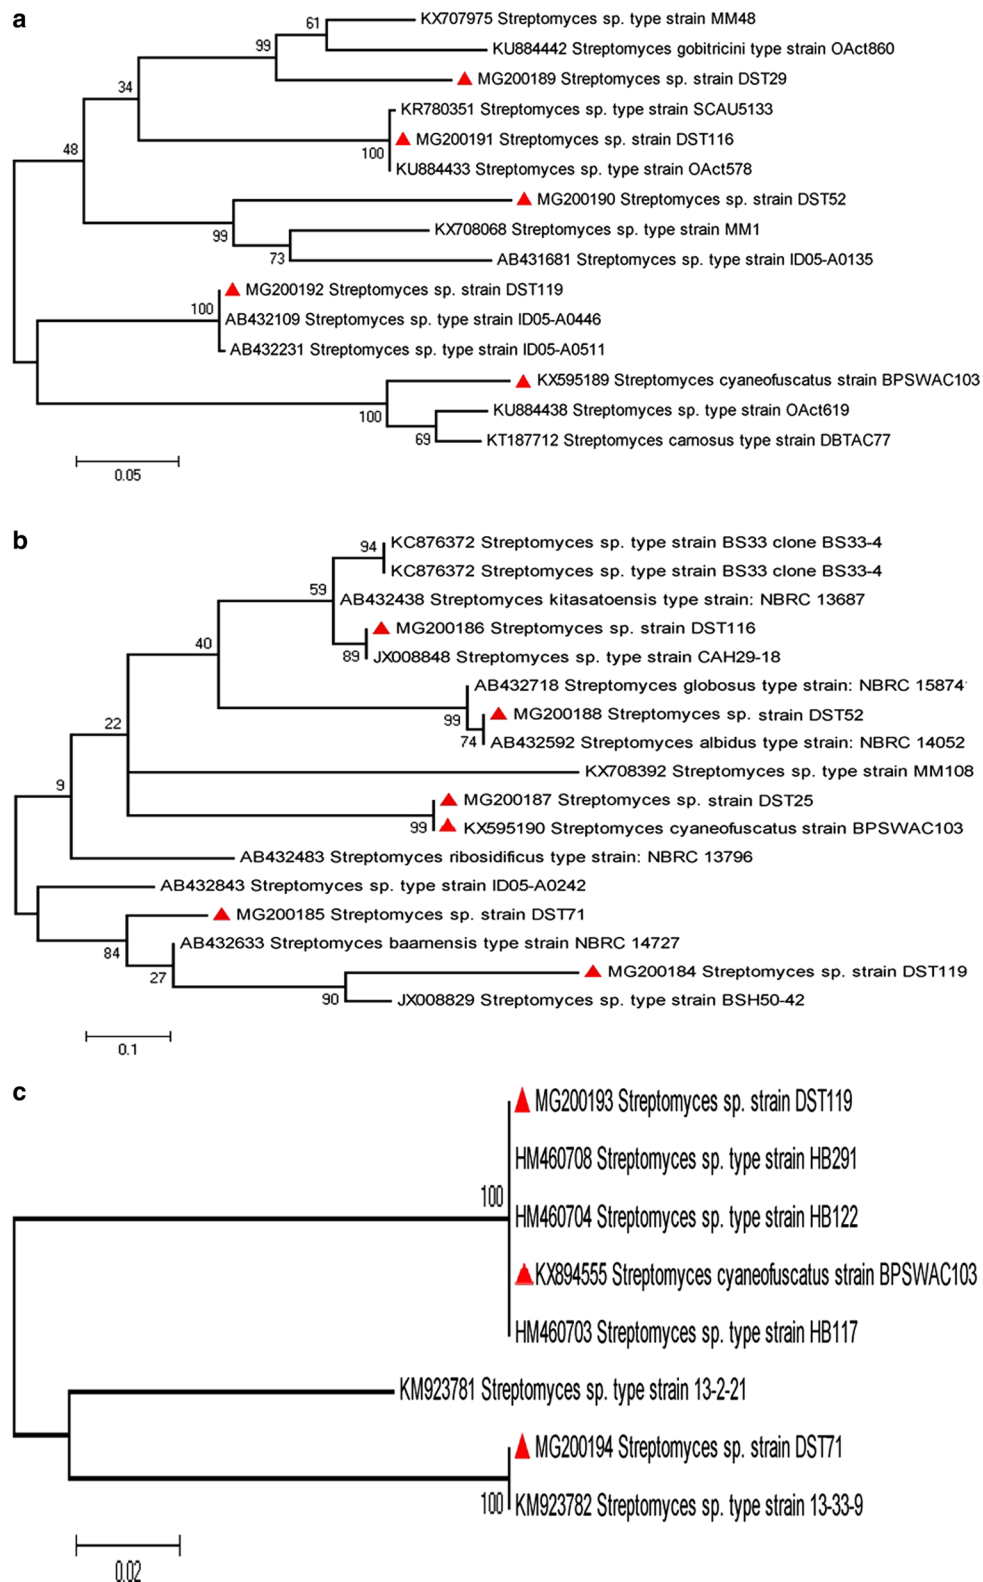 a
KX707975 Streptomyces sp. type strain MM48
61
KU884442 Streptomyces gobitricini type strain OAct860
99
MG200189 Streptomyces sp. strain DST29
34
KR780351 Streptomyces sp. type strain SCAU5133
MG200191 Streptomyces sp. strain DST116
100
48
KU884433 Streptomyces sp. type strain OAct578
MG200190 Streptomyces sp. strain DST52
99
KX708068 Streptomyces sp. type strain MM1
73
AB431681 Streptomyces sp. type strain ID05-A0135
MG200192 Streptomyces sp. strain DST119
100
AB432109 Streptomyces sp. type strain ID05-A0446
AB432231 Streptomyces sp. type strain ID05-A0511
KX595189 Streptomyces cyaneofuscatus strain BPSWAC103
100
KU884438 Streptomyces sp. type strain OAct619
69
KT187712 Streptomyces carnosus type strain DBTAC77
0.05
b
94
KC876372 Streptomyces sp. type strain BS33 clone BS33-4
KC876372 Streptomyces sp. type strain BS33 clone BS33-4
59
AB432438 Streptomyces kitasatoensis type strain: NBRC 13687
MG200186 Streptomyces sp. strain DST116
40
89
JX008848 Streptomyces sp. type strain CAH29-18
AB432718 Streptomyces globosus type strain: NBRC 15874
99
MG200188 Streptomyces sp. strain DST52
22
74
AB432592 Streptomyces albidus type strain: NBRC 14052
KX708392 Streptomyces sp. type strain MM108
9
MG200187 Streptomyces sp. strain DST25
99
KX595190 Streptomyces cyaneofuscatus strain BPSWAC103
AB432483 Streptomyces ribosidificus type strain: NBRC 13796
AB432843 Streptomyces sp. type strain ID05-A0242
MG200185 Streptomyces sp. strain DST71
84
AB432633 Streptomyces baarnensis type strain NBRC 14727
27
MG200184 Streptomyces sp. strain DST119
90
JX008829 Streptomyces sp. type strain BSH50-42
0.1
c
MG200193 Streptomyces sp. strain DST119
HM460708 Streptomyces sp. type strain HB291
100
HM460704 Streptomyces sp. type strain HB122
KX894555 Streptomyces cyaneofuscatus strain BPSWAC103
HM460703 Streptomyces sp. type strain HB117
KM923781 Streptomyces sp. type strain 13-2-21
MG200194 Streptomyces sp. strain DST71
100
KM923782 Streptomyces sp. type strain 13-33-9
0.02